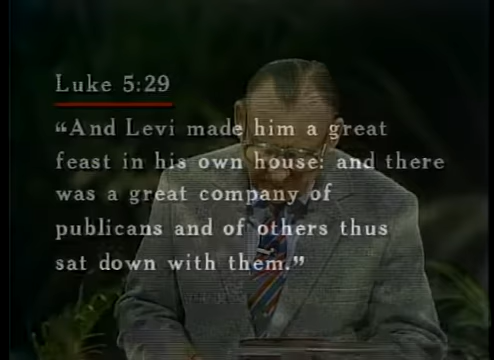 Luke 5:29
“And Levi made him a great
feast in his own house: and there
was a great company of
publicans and of others thus
sat down with them.”